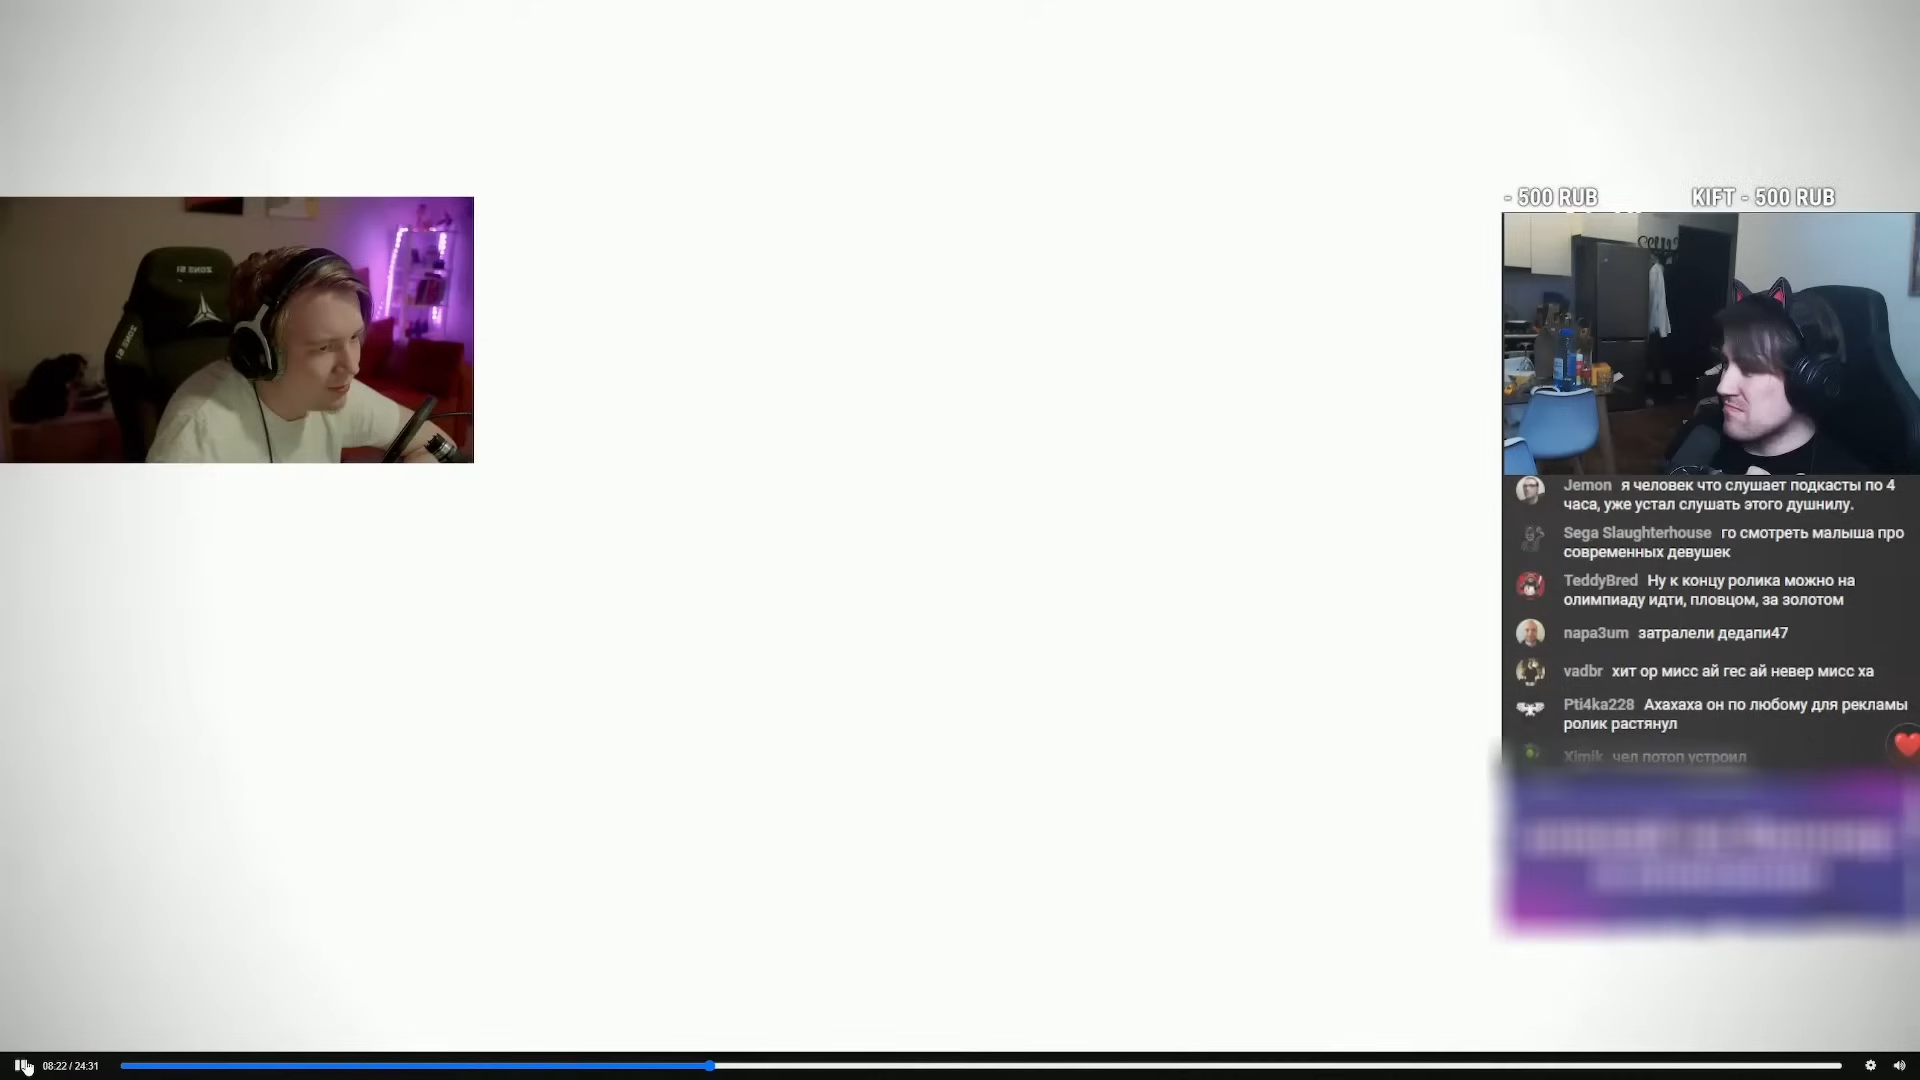 - 500 RUB KIFT - 500 RUB
Jemon я человек что слушает подкасты по 4
часа, уже устал слушать этого душнилу.
Sega Slaughterhouse го смотреть малыша про
современных девушек
TeddyBred Ну к концу ролика можно на
олимпиаду идти, пловцом, за золотом
napa3um затралели дедапи47
vadbr хит ор мисс ай гес ай невер мисс ха
Pti4ka228 Ахахаха он по любому для рекламы
ролик растянул
Ximik чел потоп устроил
08:22 / 24:31